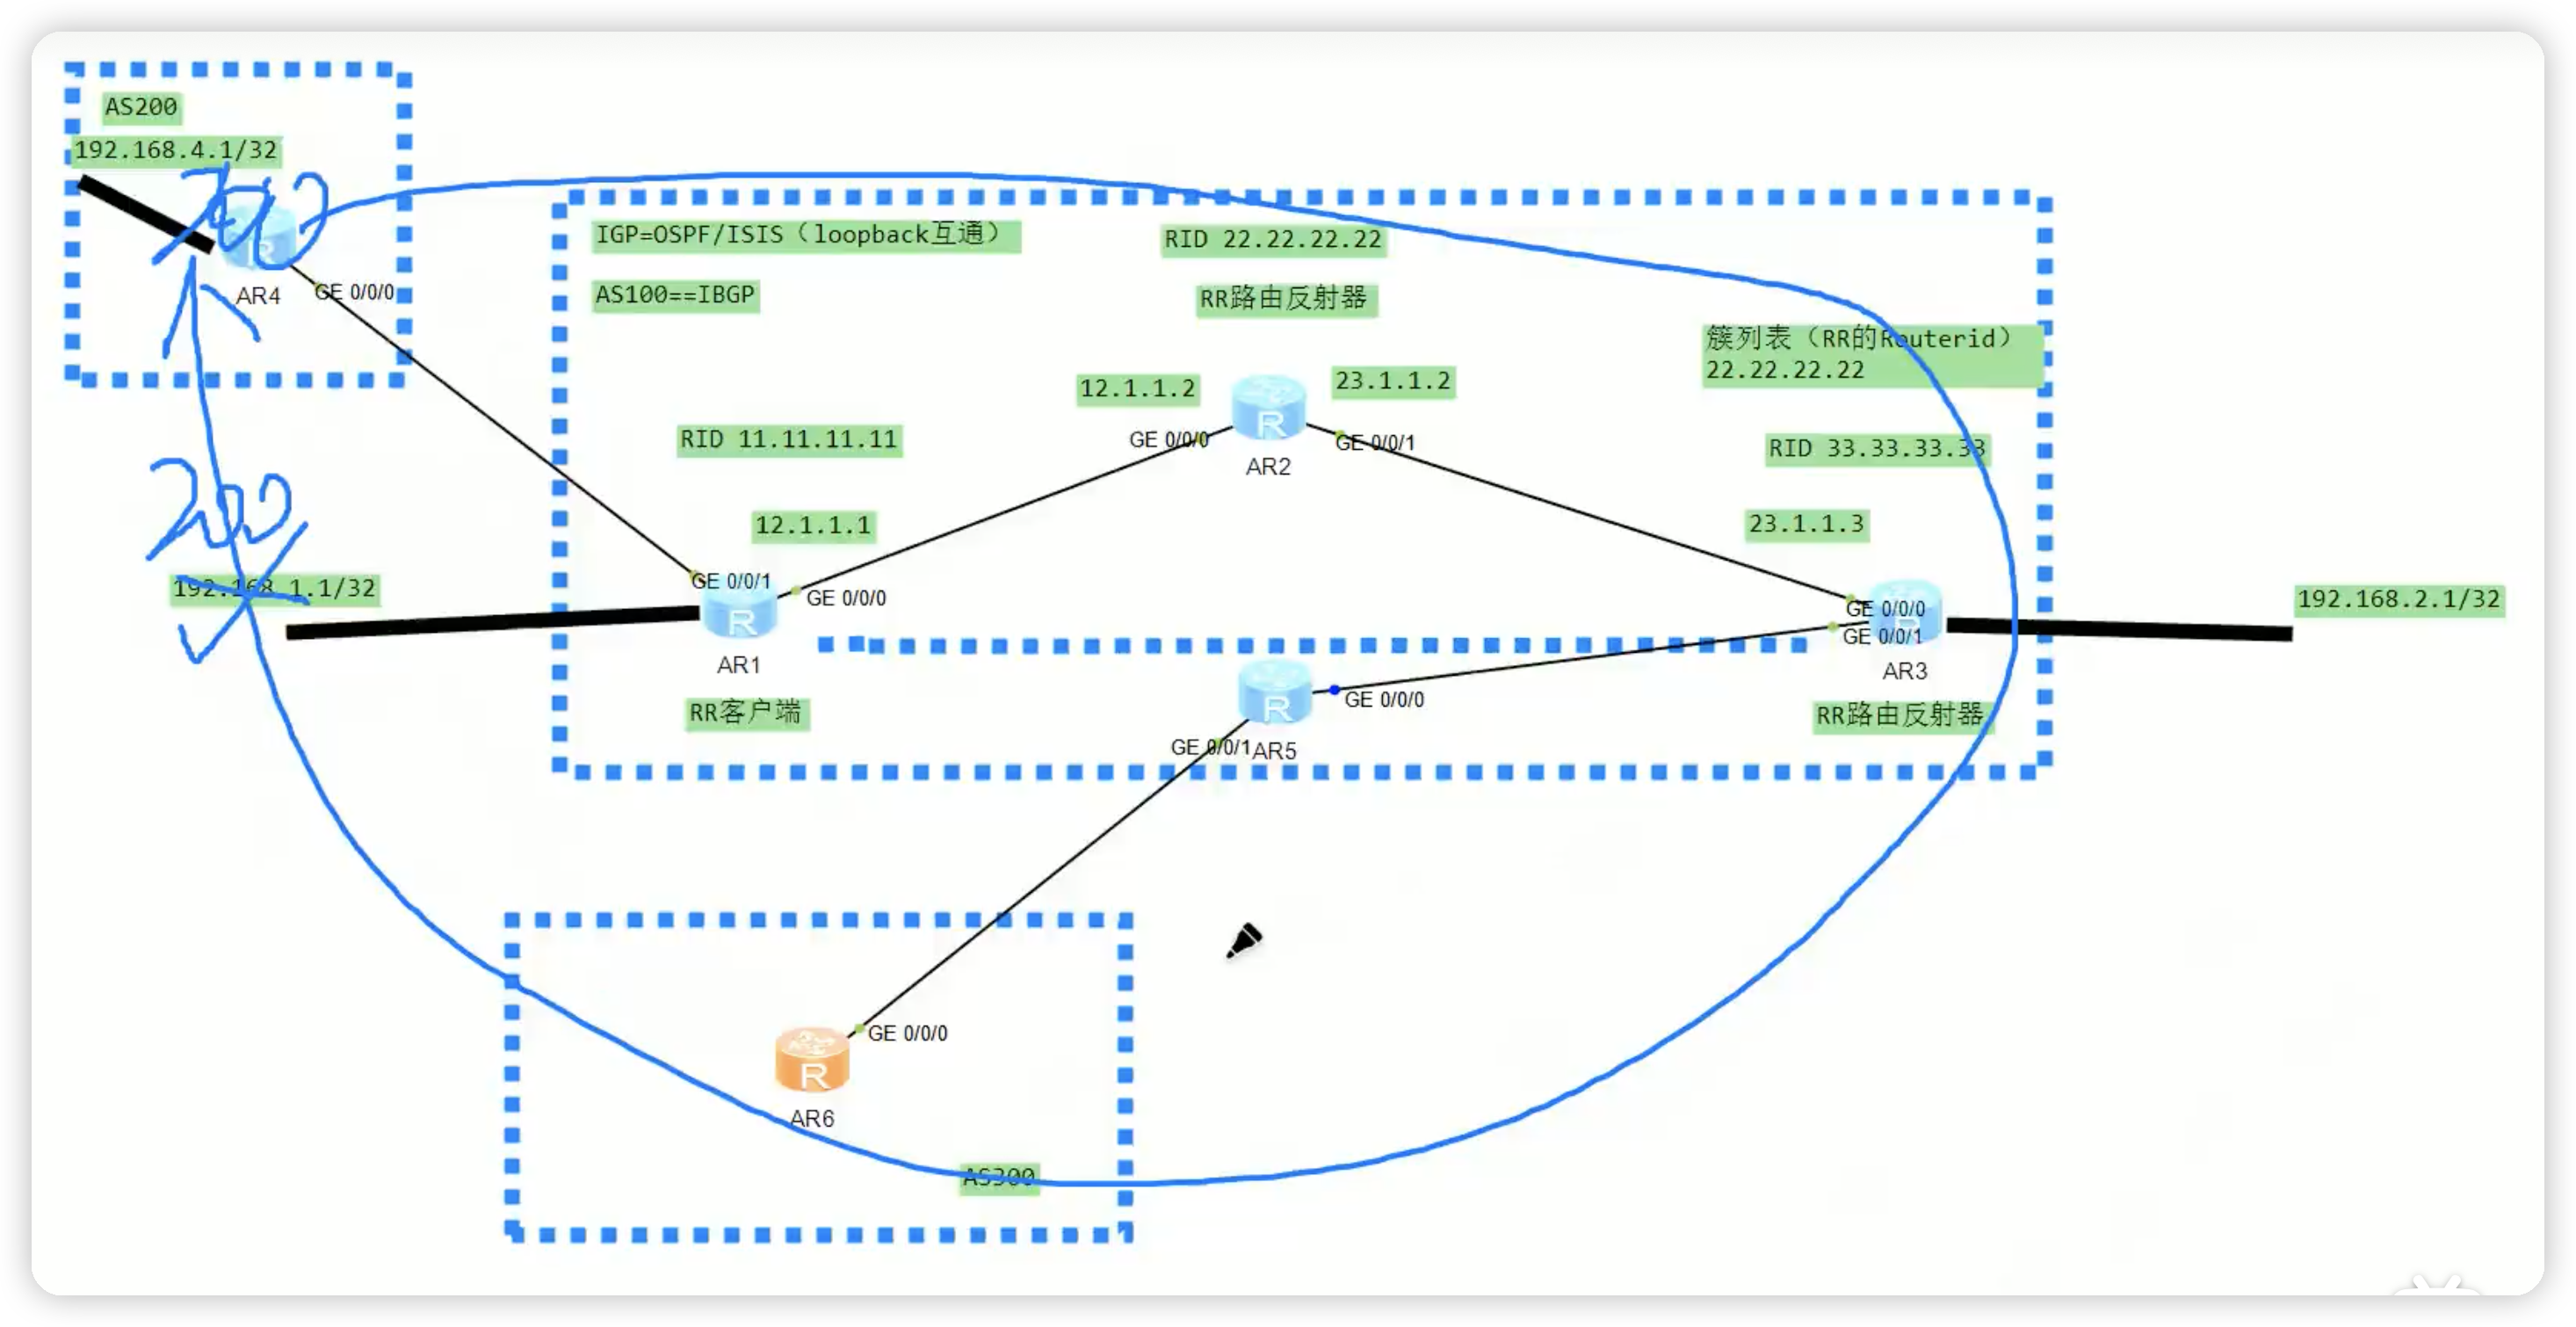 AS200
192.168.4.1/32
AR4
GE 0/0/0
IGP=OSPF/ISIS（loopback互通）
AS100==IBGP
RID 22.22.22.22
RR路由反射器
簇列表（RR的Routerid）
22.22.22.22
12.1.1.2
23.1.1.2
GE 0/0/0
GE 0/0/1
AR2
RID 11.11.11.11
RID 33.33.33.33
200
12.1.1.1
23.1.1.3
192.168.1.1/32
GE 0/0/1
GE 0/0/0
AR1
RR客户端
GE 0/0/0
GE 0/0/1
AR3
RR路由反射器
192.168.2.1/32
GE 0/0/0
GE 0/0/1
AR5
GE 0/0/0
AR6
AS300